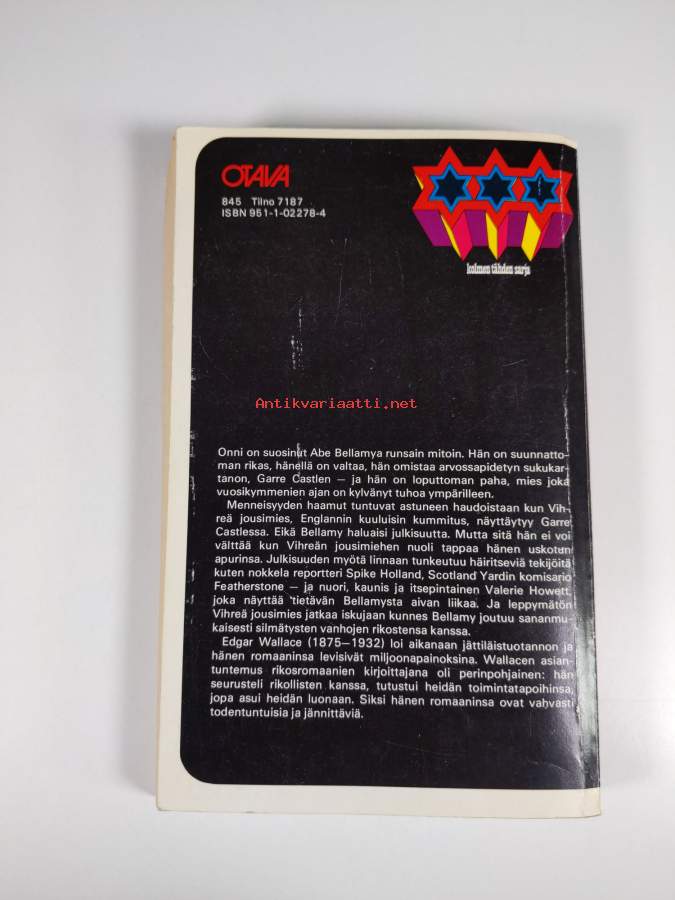 OTAVA
845 Tilno 7187
ISBN 951-1-02278-4
kolmen tähden sarja
Antikvariaatti.net
Onni on suosinut Abe Bellamya runsain mitoin. Hän on suunnatto-
man rikas, hänellä on valtaa, hän omistaa arvossapidetyn sukukar-
tanon, Garre Castlen — ja hän on loputtoman paha, mies joka
vuosikymmenien ajan on kylvänyt tuhoa ympärilleen.
Menneisyyden haamut tuntuvat astuneen haudoistaan kun Vih-
reä jousimies, Englannin kuuluisin kummitus, näyttäytyy Garre
Castlessa. Eikä Bellamy haluaisi julkisuutta. Mutta sitä hän ei voi
välttää kun Vihreän jousimiehen nuoli tappaa hänen uskotun
apurinsa. Julkisuuden myötä linnaan tunkeutuu häiritseviä tekijöitä
kuten nokkela reportteri Spike Holland, Scotland Yardin komisario
Featherstone — ja nuori, kaunis ja itsepintainen Valerie Howett,
joka näyttää tietävän Bellamysta aivan liikaa. Ja leppymätön
Vihreä jousimies jatkaa iskujaan kunnes Bellamy joutuu sananmu-
kaisesti silmätysten vanhojen rikostensa kanssa.
Edgar Wallace (1875—1932) loi aikanaan jättiläistuotannon ja
hänen romaaninsa levisivät miljoonapainoksina. Wallacen asian-
tuntemus rikosromaanien kirjoittajana oli perinpohjainen: hän
seurusteli rikollisten kanssa, tutustui heidän toimintatapoihinsa,
jopa asui heidän luonaan. Siksi hänen romaaninsa ovat vahvasti
todentuntuisia ja jännittäviä.